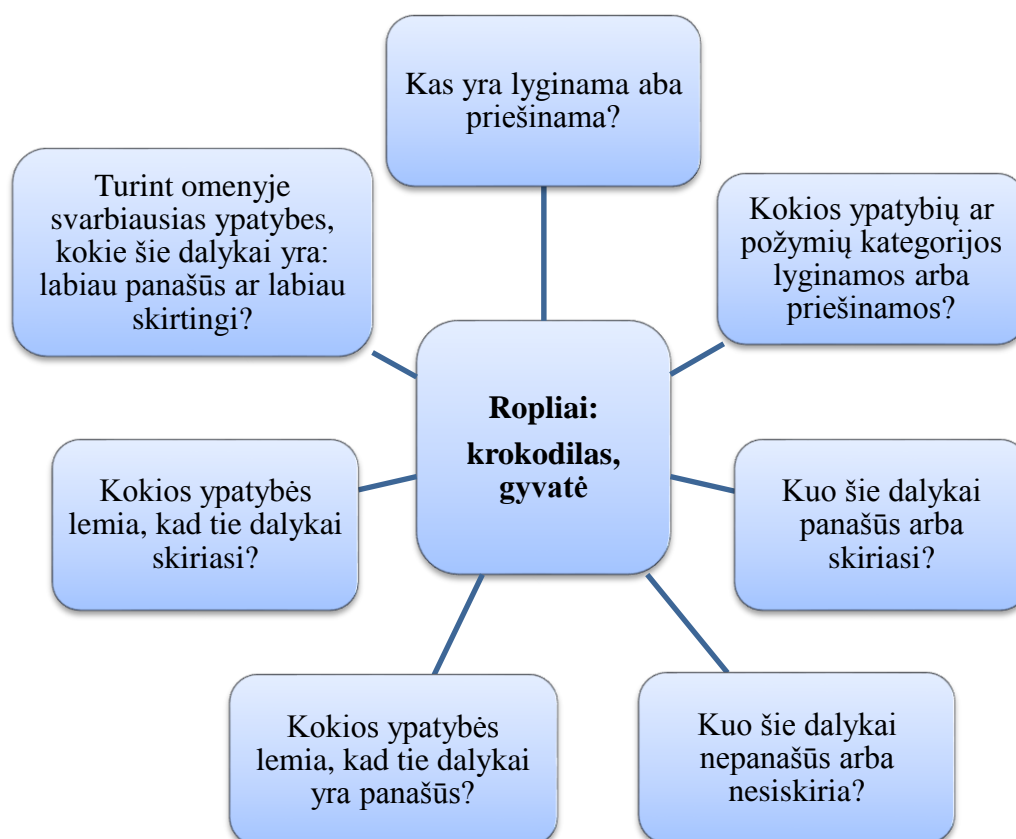 Kas yra lyginama aba
priešinama?
Turint omenyje
svarbiausias ypatybes,
kokie šie dalykai yra:
labiau panašūs ar labiau
skirtingi?
Kokios ypatybių ar
požymių kategorijos
lyginamos arba
priešinamos?
Ropliai:
krokodilas,
gyvatė
Kokios ypatybės
lemia, kad tie dalykai
skiriasi?
Kuo šie dalykai
panašūs arba
skiriasi?
Kokios ypatybės
lemia, kad tie dalykai
yra panašūs?
Kuo šie dalykai
nepanašūs arba
nesiskiria?